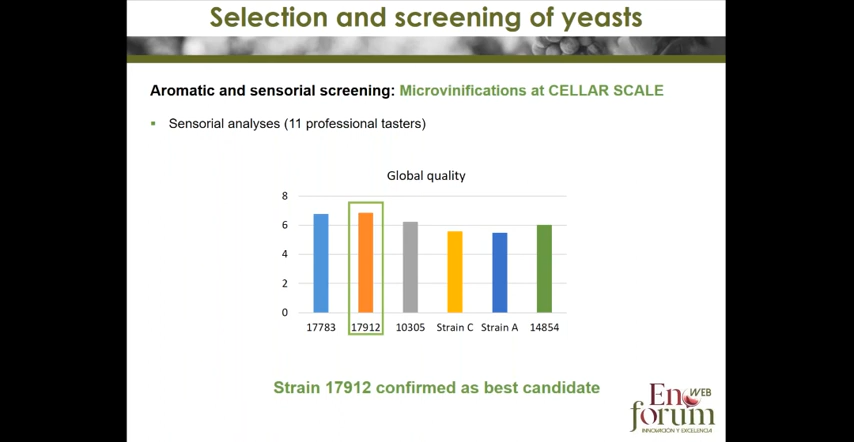 Selection and screening of yeasts
Aromatic and sensorial screening: Microvinifications at CELLAR SCALE
▪ Sensorial analyses (11 professional tasters)
Global quality
8
6
4
2
0
17783 17912 10305 Strain C Strain A 14854
Strain 17912 confirmed as best candidate
Eno WEB
forum
INNOVACIÓN Y EXCELENCIA